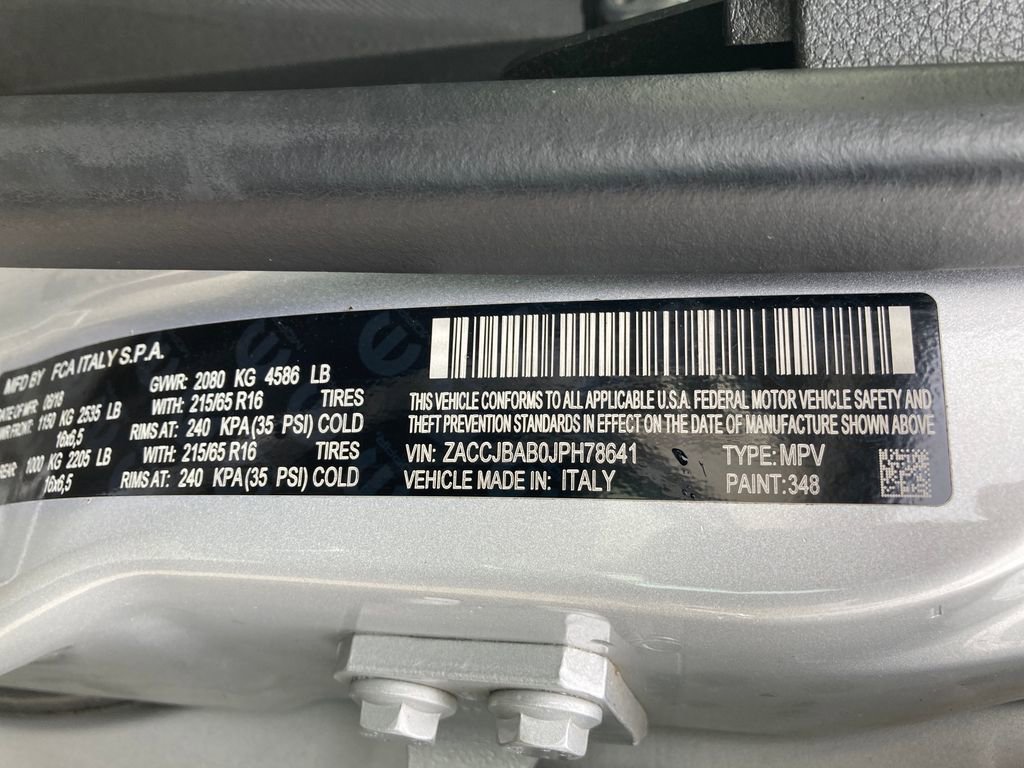 MFD BY FCA ITALY S.P.A.
DATE OF MFR 08/18 GVWR: 2080 KG 4586 LB
FRONT: 1150 KG 2535 LB WITH: 215/65 R16 TIRES
16x6,5 RIMS AT: 240 KPA(35 PSI) COLD
1000 KG 2205 LB WITH: 215/65 R16 TIRES
16x6,5 RIMS AT: 240 KPA(35 PSI) COLD
THIS VEHICLE CONFORMS TO ALL APPLICABLE U.S.A. FEDERAL MOTOR VEHICLE SAFETY AND
THEFT PREVENTION STANDARDS IN EFFECT ON THE DATE OF MANUFACTURE SHOWN ABOVE
VIN: ZACCJBAB0JPH78641 TYPE: MPV
VEHICLE MADE IN: ITALY PAINT:348